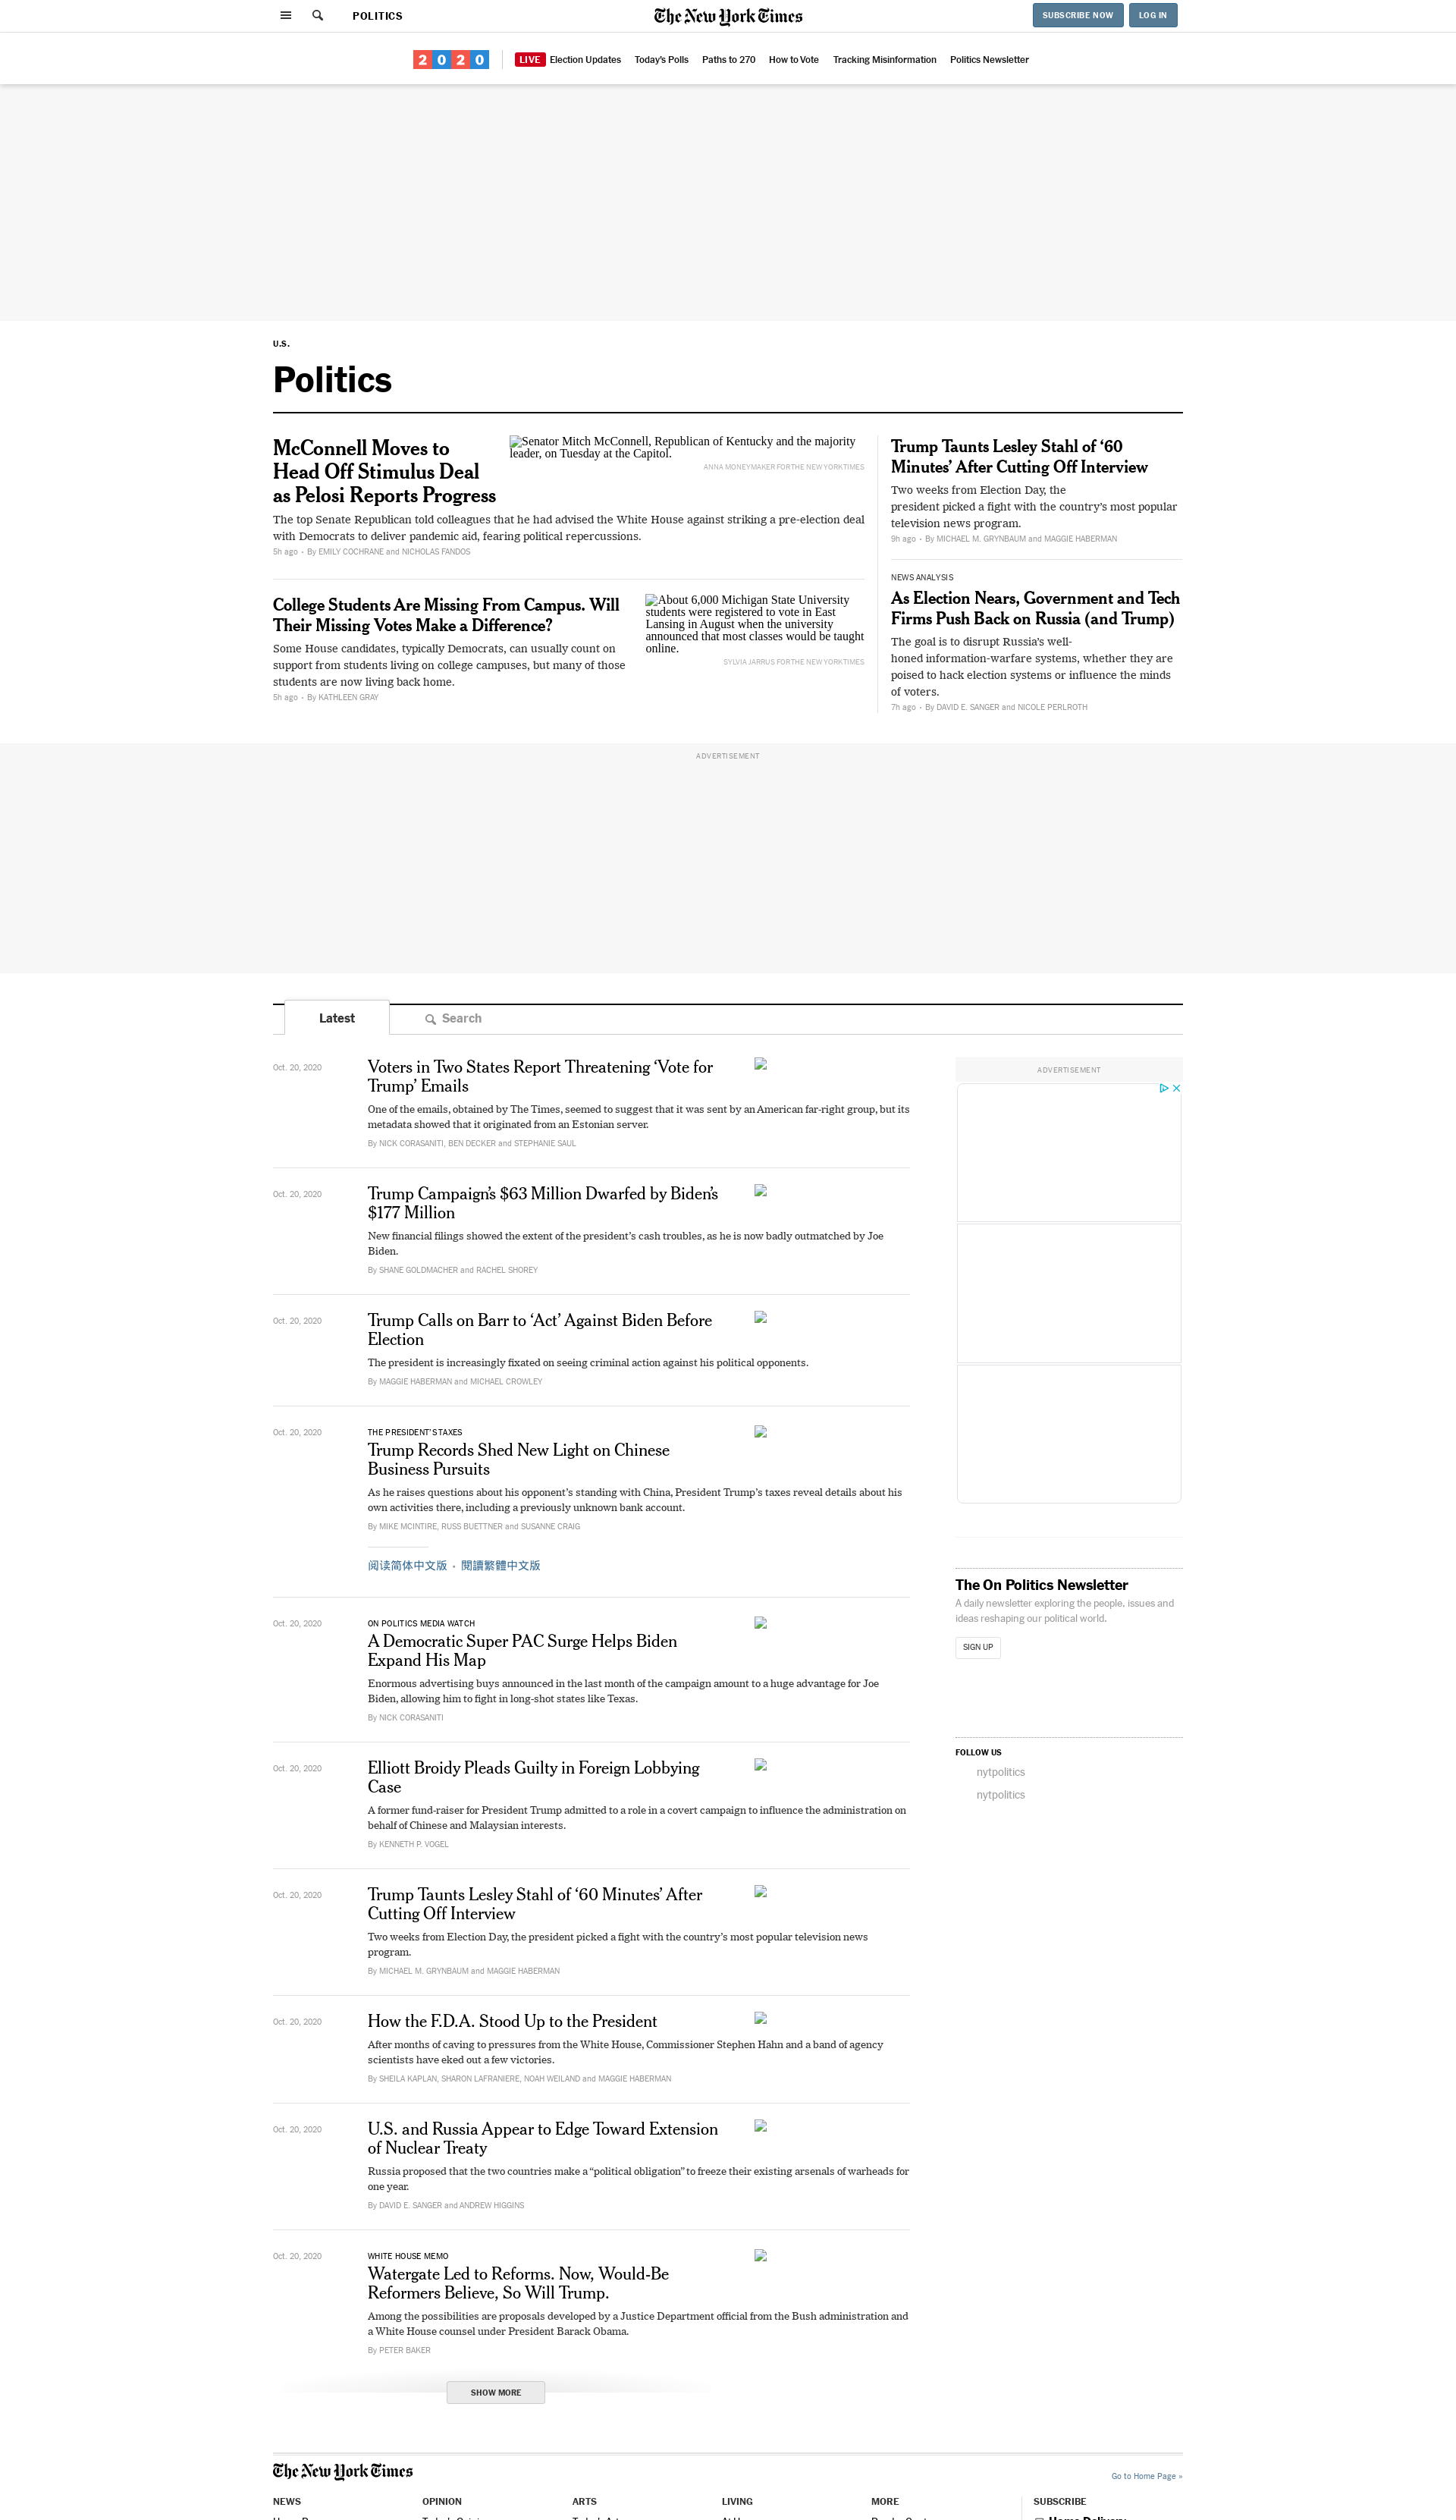 POLITICS
The New York Times
SUBSCRIBE NOW
LOG IN
2020
LIVE Election Updates
Today's Polls
Paths to 270
How to Vote
Tracking Misinformation
Politics Newsletter
U.S.
Politics
McConnell Moves to
Head Off Stimulus Deal
as Pelosi Reports Progress
Senator Mitch McConnell, Republican of Kentucky and the majority
leader, on Tuesday at the Capitol.
ANNA MONEYMAKER FOR THE NEW YORK TIMES
The top Senate Republican told colleagues that he had advised the White House against striking a pre-election deal
with Democrats to deliver pandemic aid, fearing political repercussions.
5h ago • By EMILY COCHRANE and NICHOLAS FANDOS
College Students Are Missing From Campus. Will
Their Missing Votes Make a Difference?
Some House candidates, typically Democrats, can usually count on
support from students living on college campuses, but many of those
students are now living back home.
5h ago • By KATHLEEN GRAY
About 6,000 Michigan State University
students were registered to vote in East
Lansing in August when the university
announced that most classes would be taught
online.
SYLVIA JARRUS FOR THE NEW YORK TIMES
Trump Taunts Lesley Stahl of ‘60
Minutes’ After Cutting Off Interview
Two weeks from Election Day, the
president picked a fight with the country’s most popular
television news program.
9h ago • By MICHAEL M. GRYNBAUM and MAGGIE HABERMAN
NEWS ANALYSIS
As Election Nears, Government and Tech
Firms Push Back on Russia (and Trump)
The goal is to disrupt Russia’s well-
honed information-warfare systems, whether they are
poised to hack election systems or influence the minds
of voters.
7h ago • By DAVID E. SANGER and NICOLE PERLROTH
ADVERTISEMENT
Latest
Search
Oct. 20, 2020
Voters in Two States Report Threatening ‘Vote for
Trump’ Emails
One of the emails, obtained by The Times, seemed to suggest that it was sent by an American far-right group, but its
metadata showed that it originated from an Estonian server.
By NICK CORASANITI, BEN DECKER and STEPHANIE SAUL
Oct. 20, 2020
Trump Campaign’s $63 Million Dwarfed by Biden’s
$177 Million
New financial filings showed the extent of the president’s cash troubles, as he is now badly outmatched by Joe
Biden.
By SHANE GOLDMACHER and RACHEL SHOREY
Oct. 20, 2020
Trump Calls on Barr to ‘Act’ Against Biden Before
Election
The president is increasingly fixated on seeing criminal action against his political opponents.
By MAGGIE HABERMAN and MICHAEL CROWLEY
Oct. 20, 2020
THE PRESIDENT’S TAXES
Trump Records Shed New Light on Chinese
Business Pursuits
As he raises questions about his opponent’s standing with China, President Trump’s taxes reveal details about his
own activities there, including a previously unknown bank account.
By MIKE MCINTIRE, RUSS BUETTNER and SUSANNE CRAIG
阅读简体中文版 • 閱讀繁體中文版
Oct. 20, 2020
ON POLITICS MEDIA WATCH
A Democratic Super PAC Surge Helps Biden
Expand His Map
Enormous advertising buys announced in the last month of the campaign amount to a huge advantage for Joe
Biden, allowing him to fight in long-shot states like Texas.
By NICK CORASANITI
Oct. 20, 2020
Elliott Broidy Pleads Guilty in Foreign Lobbying
Case
A former fund-raiser for President Trump admitted to a role in a covert campaign to influence the administration on
behalf of Chinese and Malaysian interests.
By KENNETH P. VOGEL
Oct. 20, 2020
Trump Taunts Lesley Stahl of ‘60 Minutes’ After
Cutting Off Interview
Two weeks from Election Day, the president picked a fight with the country’s most popular television news
program.
By MICHAEL M. GRYNBAUM and MAGGIE HABERMAN
Oct. 20, 2020
How the F.D.A. Stood Up to the President
After months of caving to pressures from the White House, Commissioner Stephen Hahn and a band of agency
scientists have eked out a few victories.
By SHEILA KAPLAN, SHARON LAFRANIERE, NOAH WEILAND and MAGGIE HABERMAN
Oct. 20, 2020
U.S. and Russia Appear to Edge Toward Extension
of Nuclear Treaty
Russia proposed that the two countries make a “political obligation” to freeze their existing arsenals of warheads for
one year.
By DAVID E. SANGER and ANDREW HIGGINS
Oct. 20, 2020
WHITE HOUSE MEMO
Watergate Led to Reforms. Now, Would-Be
Reformers Believe, So Will Trump.
Among the possibilities are proposals developed by a Justice Department official from the Bush administration and
a White House counsel under President Barack Obama.
By PETER BAKER
SHOW MORE
ADVERTISEMENT
The On Politics Newsletter
A daily newsletter exploring the people, issues and
ideas reshaping our political world.
SIGN UP
FOLLOW US
nytpolitics
nytpolitics
The New York Times
Go to Home Page »
NEWS
OPINION
ARTS
LIVING
MORE
SUBSCRIBE